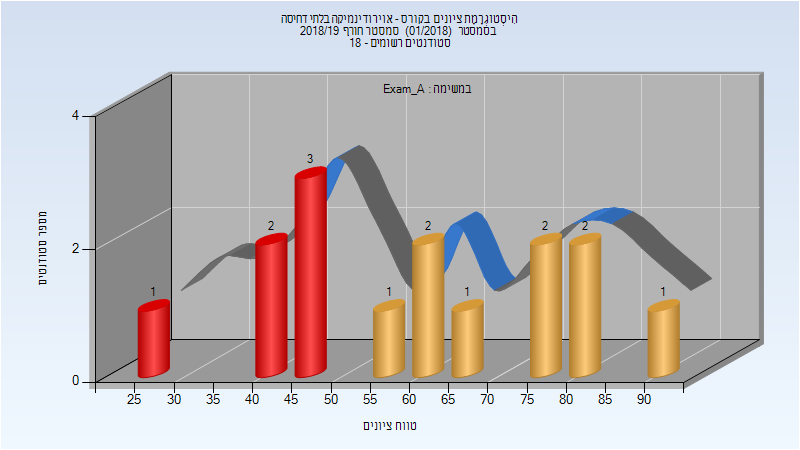 היסטוגרמת ציונים בקורס - אוירודינמיקה בלתי דחיסה
בסמסטר (01/2018) סמסטר חורף 2018/19
סטודנטים רשומים - 18
במשימה : Exam_A
מספר סטודנטים
4
2
0
1
2
3
1
2
1
2
2
1
25 30 35 40 45 50 55 60 65 70 75 80 85 90
טווח ציונים